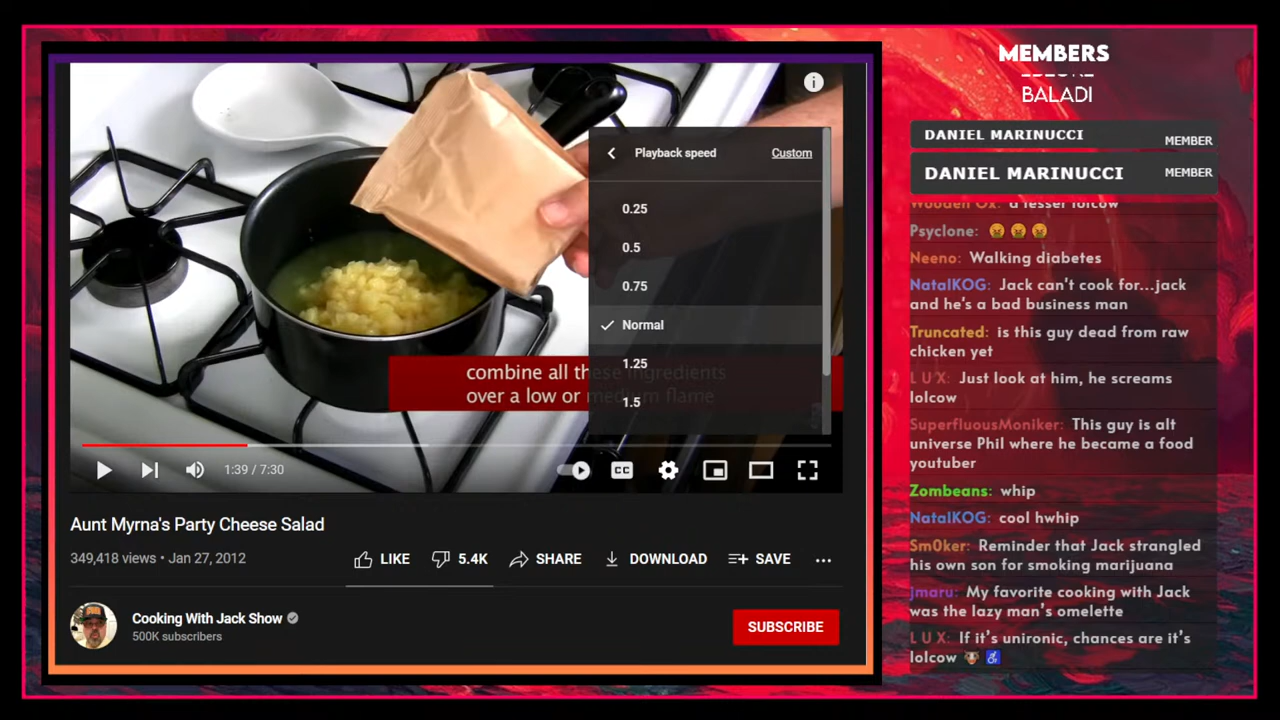 MEMBERS
BALADI
DANIEL MARINUCCI MEMBER
DANIEL MARINUCCI MEMBER
Playback speed Custom
0.25
0.5
0.75
Normal
1.25
1.5
combine all these ingredients
over a low or medium flame
1:39 / 7:30
CC
Aunt Myrna's Party Cheese Salad
349,418 views • Jan 27, 2012
LIKE 5.4K SHARE DOWNLOAD SAVE
Cooking With Jack Show
500K subscribers
SUBSCRIBE
Wooden Ox: a lesser lolcow
Psyclone:
Neeno: Walking diabetes
NatalKOG: Jack can't cook for...jack
and he's a bad business man
Truncated: is this guy dead from raw
chicken yet
L U X: Just look at him, he screams
lolcow
SuperfluousMoniker: This guy is alt
universe Phil where he became a food
youtuber
Zombeans: whip
NatalKOG: cool hwhip
Sm0ker: Reminder that Jack strangled
his own son for smoking marijuana
Jmaru: My favorite cooking with Jack
was the lazy man's omelette
L U X: If it's unironic, chances are it's
lolcow